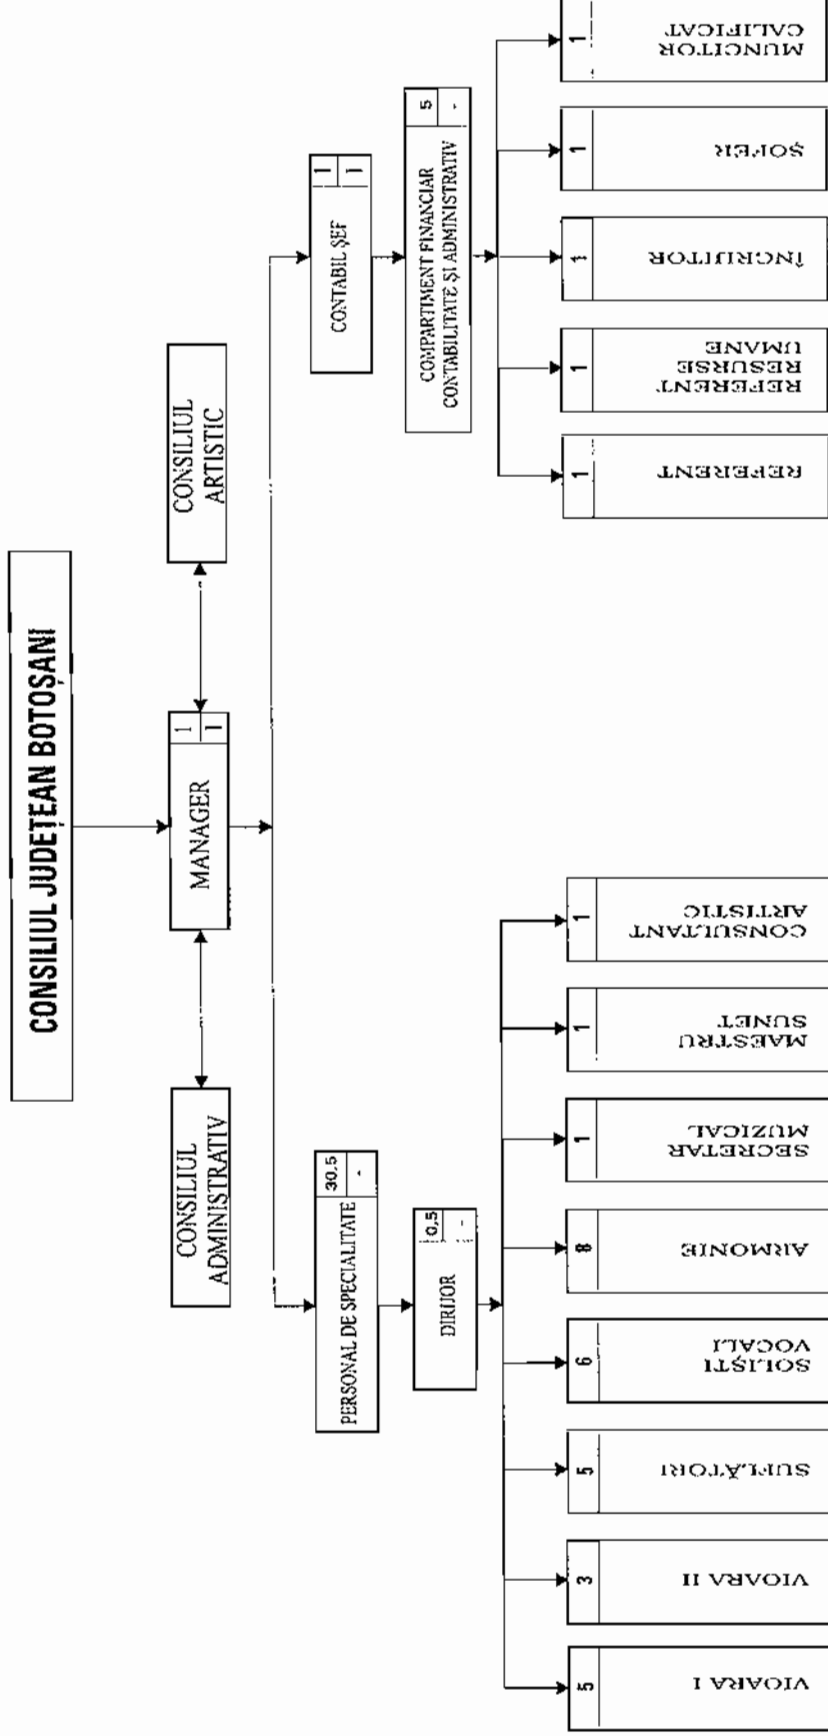 CONSILIUL JUDEȚEAN BOTOȘANI
CONSILIUL
ADMINISTRATIV
MANAGER
1
1
CONSILIUL
ARTISTIC
PERSONAL DE SPECIALITATE
30,5
-
CONTABIL ȘEF
1
1
DIRIJOR
0,5
-
COMPARTIMENT FINANCIAR
CONTABILITATE ȘI ADMINISTRATIV
5
-
5
VIOARA I
3
VIOARA II
5
SUFLĂTORI
6
SOLIȘTI
VOCALI
8
ARMONIE
1
SECRETAR
MUZICAL
1
MAESTRU
SUNET
1
CONSULTANT
ARTISTIC
1
REFERENT
1
REFERENT
RESURSE
UMANE
1
ÎNGRIJITOR
1
ȘOFER
1
MUNCITOR
CALIFICAT